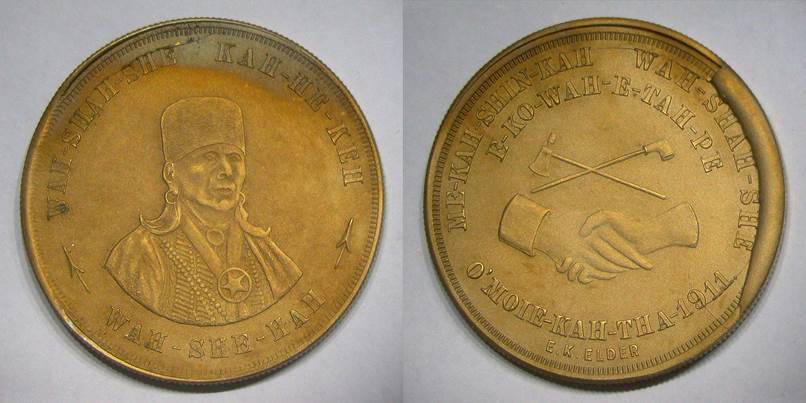 WAH-SHAH-SHE KAH-HE-KEH
WAH-SHE-HAH
ME-KAH-SHIN-KAH WAH-SHAH-SHE
E-KO-WAH-E-TAH-PE
O'MOIE-KAH-THA-1911
E.K. ELDER